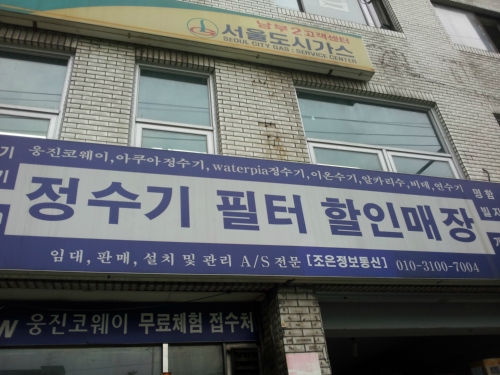 남부2고객센터
서울도시가스
SEOUL CITY GAS / SERVICE CENTER
웅진코웨이,아쿠아정수기,waterpia정수기,이온수기,알카리수,비데,연수기
정수기 필터 할인매장
임대, 판매, 설치 및 관리 A/S 전문 [조은정보통신] 010-3100-7004
웅진코웨이 무료체험 접수처